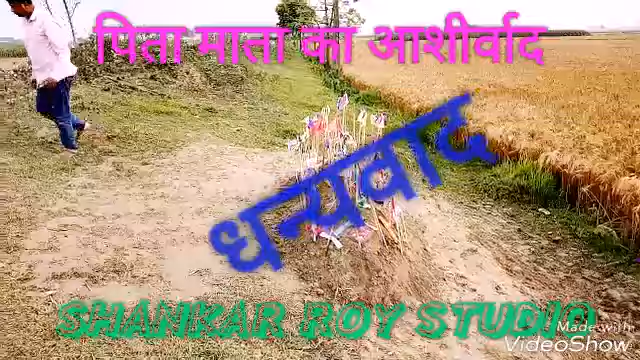 पिता माता का आशीर्वाद
धन्यवाद
SHANKAR ROY STUDIO
Made with
VideoShow